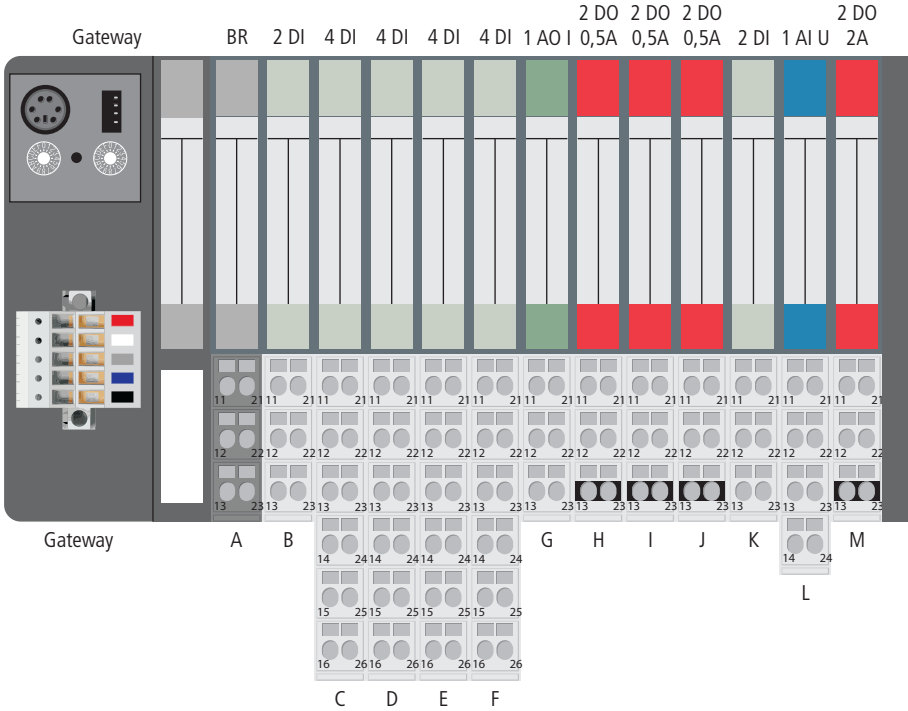 2 DO 2 DO 2 DO 2 DO
Gateway BR 2 DI 4 DI 4 DI 4 DI 4 DI 1 AO I 0,5A 0,5A 0,5A 2 DI 1 AI U 2A
11 21 11 21 11 21 11 21 11 21 11 21 11 21 11 21 11 21 11 21 11 21 11 21 11 21
12 22 12 22 12 22 12 22 12 22 12 22 12 22 12 22 12 22 12 22 12 22 12 22 12 22
13 23 13 23 13 23 13 23 13 23 13 23 13 23 13 23 13 23 13 23 13 23 13 23 13 23
Gateway A B G H I J K M
14 24 14 24 14 24 14 24 14 24
L
15 25 15 25 15 25 15 25
16 26 16 26 16 26 16 26
C D E F